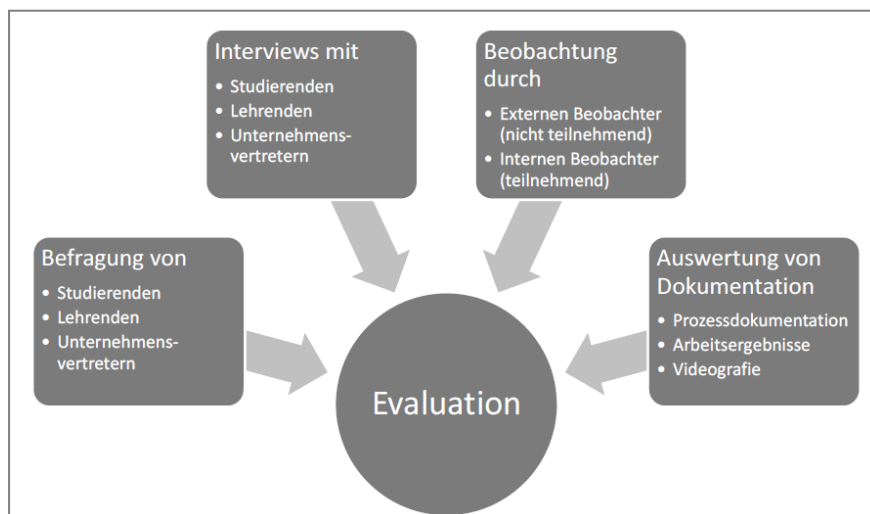 Interviews mit
• Studierenden
• Lehrenden
• Unternehmens-
vertretern
Beobachtung
durch
• Externen Beobachter
(nicht teilnehmend)
• Internen Beobachter
(teilnehmend)
Befragung von
• Studierenden
• Lehrenden
• Unternehmens-
vertretern
Auswertung von
Dokumentation
• Prozessdokumentation
• Arbeitsergebnisse
• Videografie
Evaluation